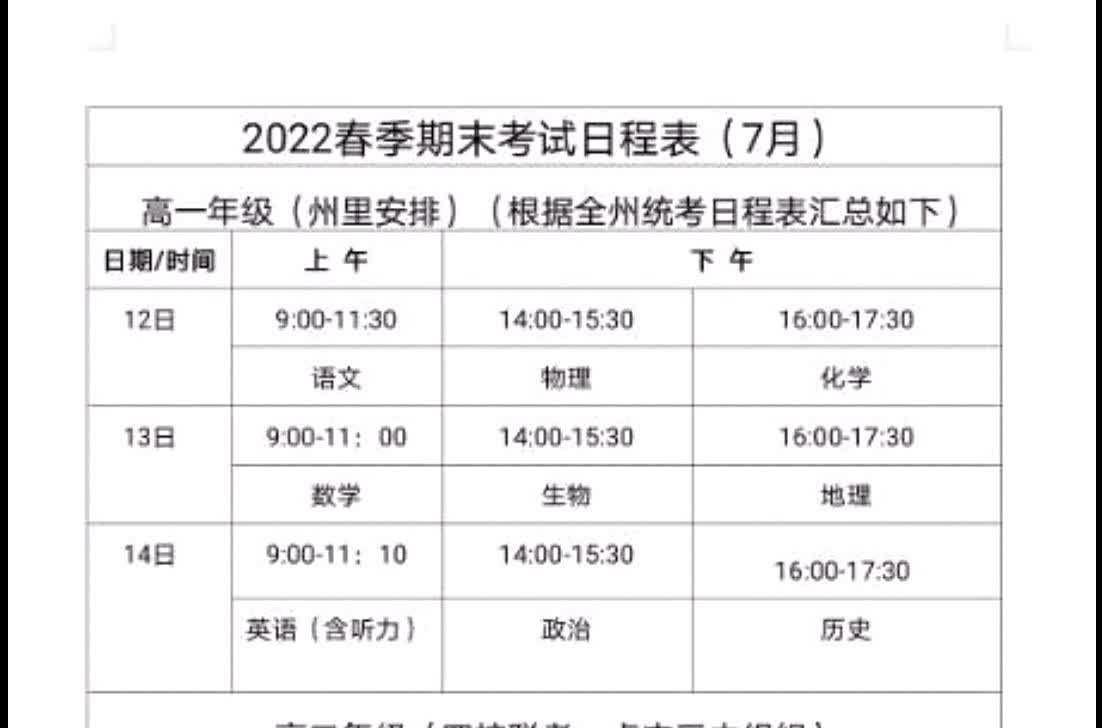 2022春季期末考试日程表（7月）
高一年级（州里安排）（根据全州统考日程表汇总如下）
日期/时间 上 午 下 午
12日 9:00-11:30 14:00-15:30 16:00-17:30
语文 物理 化学
13日 9:00-11：00 14:00-15:30 16:00-17:30
数学 生物 地理
14日 9:00-11：10 14:00-15:30 16:00-17:30
英语（含听力） 政治 历史